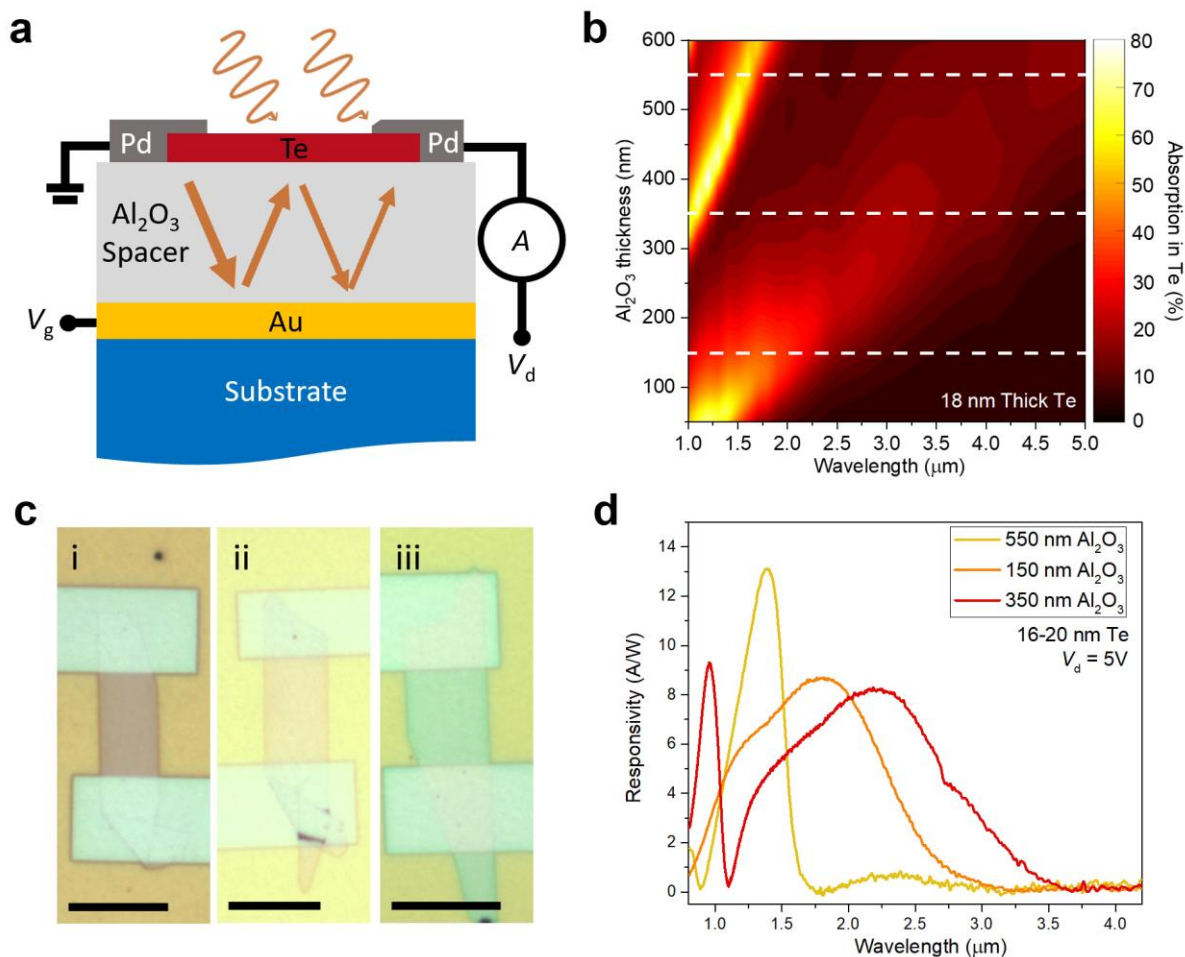 a
Pd
Te
Pd
Al₂O₃
Spacer
A
Vg
Au
Vd
Substrate
b
Al₂O₃ thickness (nm)
600
500
400
300
200
100
18 nm Thick Te
1.0 1.5 2.0 2.5 3.0 3.5 4.0 4.5 5.0
Wavelength (μm)
80
70
60
50
40
30
20
10
0
Absorption in Te (%)
c
i
ii
iii
d
Responsivity (A/W)
14
12
10
8
6
4
2
0
550 nm Al₂O₃
150 nm Al₂O₃
350 nm Al₂O₃
16-20 nm Te
Vd = 5V
1.0 1.5 2.0 2.5 3.0 3.5 4.0
Wavelength (μm)